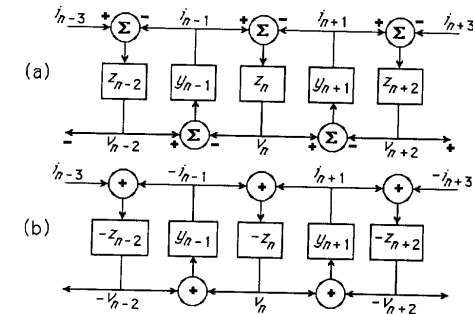 i_{n-3} + Σ - i_{n-1} + Σ - i_{n+1} + Σ - i_{n+3}
(a) z_{n-2} y_{n-1} z_n y_{n+1} z_{n+2}
- v_{n-2} + Σ - v_n + Σ - v_{n+2} +
i_{n-3} + -i_{n-1} + i_{n+1} + -i_{n+3}
(b) -z_{n-2} y_{n-1} -z_n y_{n+1} -z_{n+2}
-v_{n-2} + v_n + -v_{n+2}